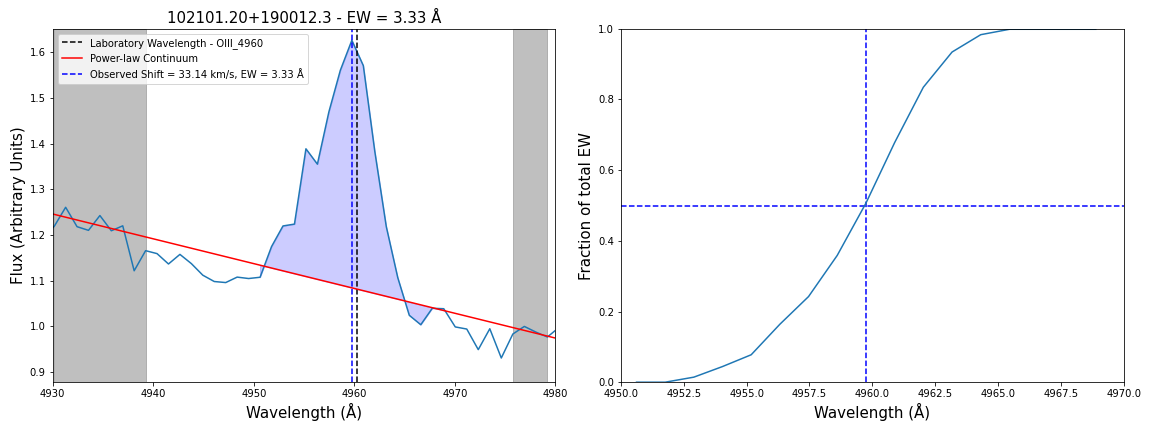 102101.20+190012.3 - EW = 3.33 Å
Laboratory Wavelength - OIII_4960
Power-law Continuum
Observed Shift = 33.14 km/s, EW = 3.33 Å
Flux (Arbitrary Units)
1.6
1.5
1.4
1.3
1.2
1.1
1.0
0.9
4930 4940 4950 4960 4970 4980
Wavelength (Å)
Fraction of total EW
1.0
0.8
0.6
0.4
0.2
0.0
4950.0 4952.5 4955.0 4957.5 4960.0 4962.5 4965.0 4967.5 4970.0
Wavelength (Å)